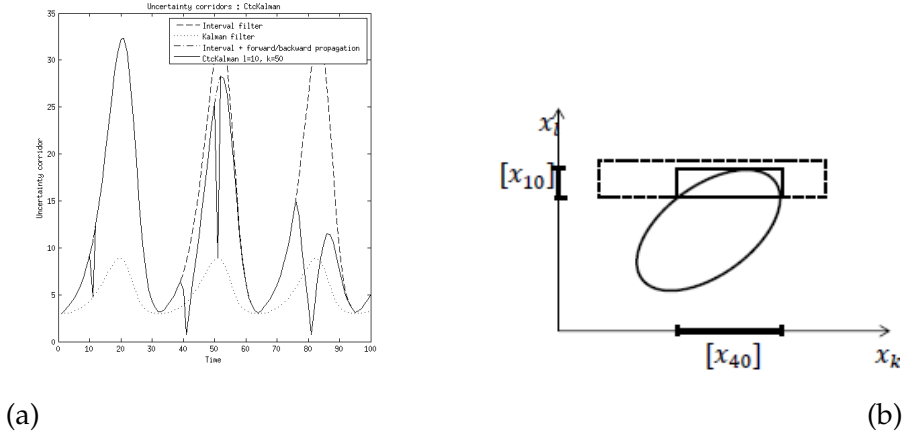 Uncertainty corridors : CtcKalman
Interval filter
Kalman filter
Interval + forward/backward propagation
CtcKalman l=10, k=50
35
30
25
20
15
10
5
0
Uncertainty corridor
0 10 20 30 40 50 60 70 80 90 100
Time
x_l
[x_10]
[x_40]
x_k
(a)
(b)